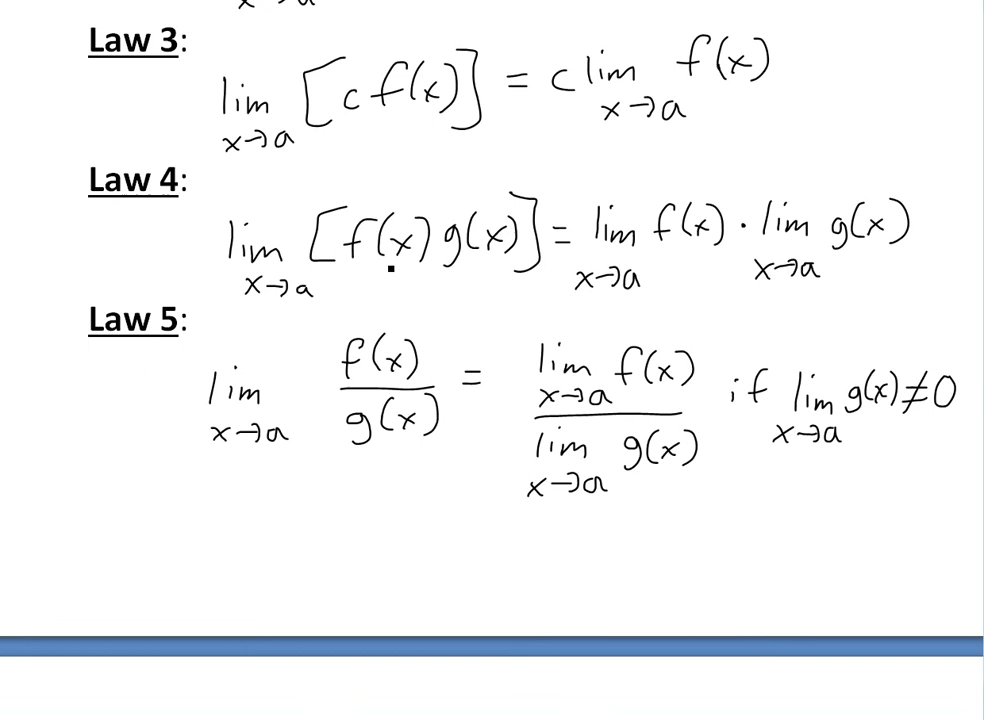 x→a
Law 3:
lim x→a [c f(x)] = c lim x→a f(x)
Law 4:
lim x→a [f(x) g(x)] = lim x→a f(x) · lim x→a g(x)
Law 5:
lim x→a f(x)/g(x) = lim x→a f(x) / lim x→a g(x) if lim x→a g(x) ≠ 0